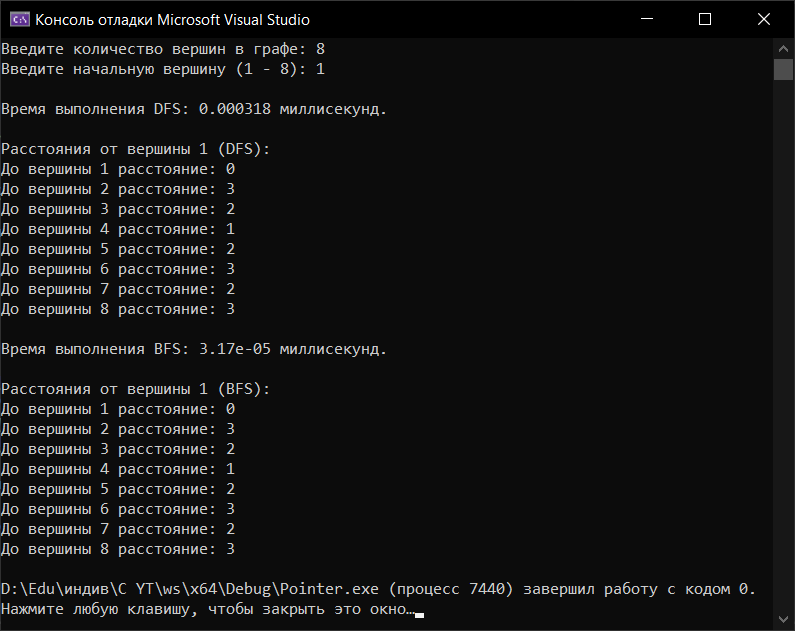 Консоль отладки Microsoft Visual Studio
Введите количество вершин в графе: 8
Введите начальную вершину (1 - 8): 1
Время выполнения DFS: 0.000318 миллисекунд.
Расстояния от вершины 1 (DFS):
До вершины 1 расстояние: 0
До вершины 2 расстояние: 3
До вершины 3 расстояние: 2
До вершины 4 расстояние: 1
До вершины 5 расстояние: 2
До вершины 6 расстояние: 3
До вершины 7 расстояние: 2
До вершины 8 расстояние: 3
Время выполнения BFS: 3.17e-05 миллисекунд.
Расстояния от вершины 1 (BFS):
До вершины 1 расстояние: 0
До вершины 2 расстояние: 3
До вершины 3 расстояние: 2
До вершины 4 расстояние: 1
До вершины 5 расстояние: 2
До вершины 6 расстояние: 3
До вершины 7 расстояние: 2
До вершины 8 расстояние: 3
D:\Edu\индив\C YT\ws\x64\Debug\Pointer.exe (процесс 7440) завершил работу с кодом 0.
Нажмите любую клавишу, чтобы закрыть это окно…